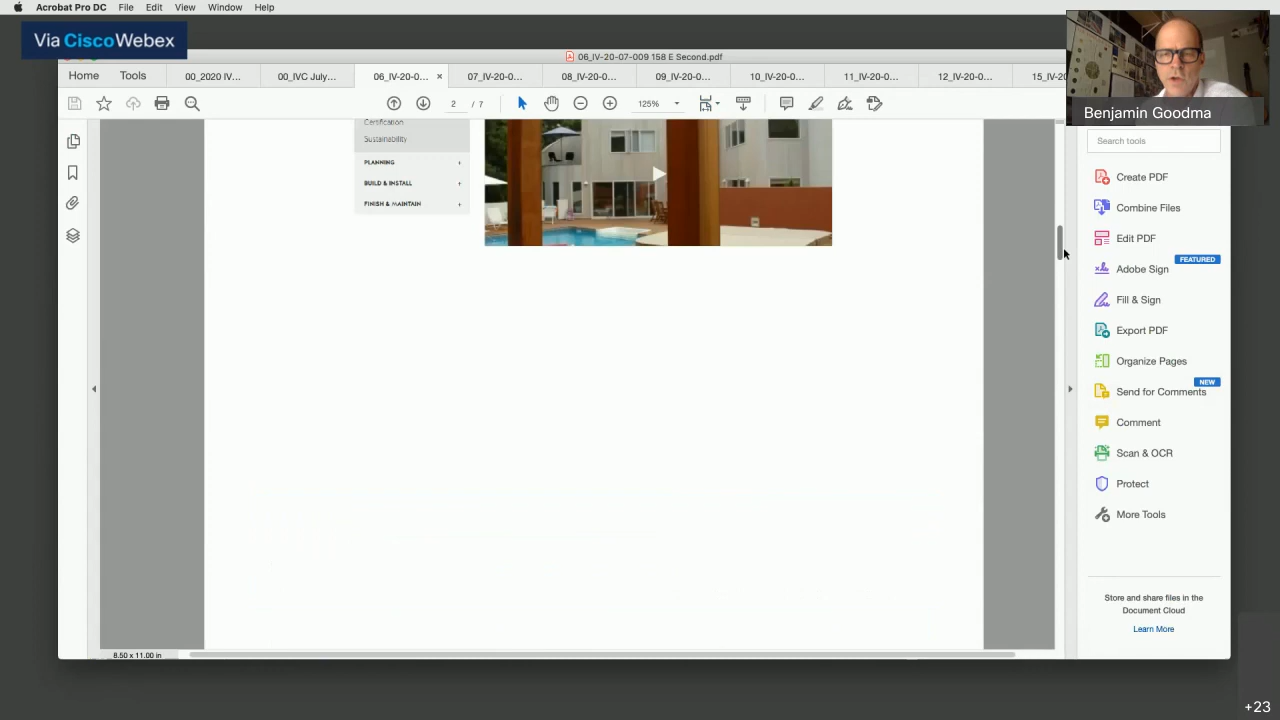 Acrobat Pro DC File Edit View Window Help
Via CiscoWebex
06_IV-20-07-009 158 E Second.pdf
Home Tools 00_2020 IV... 00_IVC July... 06_IV-20-0... × 07_IV-20-0... 08_IV-20-0... 09_IV-20-0... 10_IV-20-0... 11_IV-20-0... 12_IV-20-0... 15_IV-20
2 / 7 125%
Benjamin Goodma
Certification
Sustainability
PLANNING +
BUILD & INSTALL +
FINISH & MAINTAIN +
Search tools
Create PDF
Combine Files
Edit PDF
FEATURED
Adobe Sign
Fill & Sign
Export PDF
Organize Pages
NEW
Send for Comments
Comment
Scan & OCR
Protect
More Tools
Store and share files in the
Document Cloud
Learn More
8.50 x 11.00 in
+23